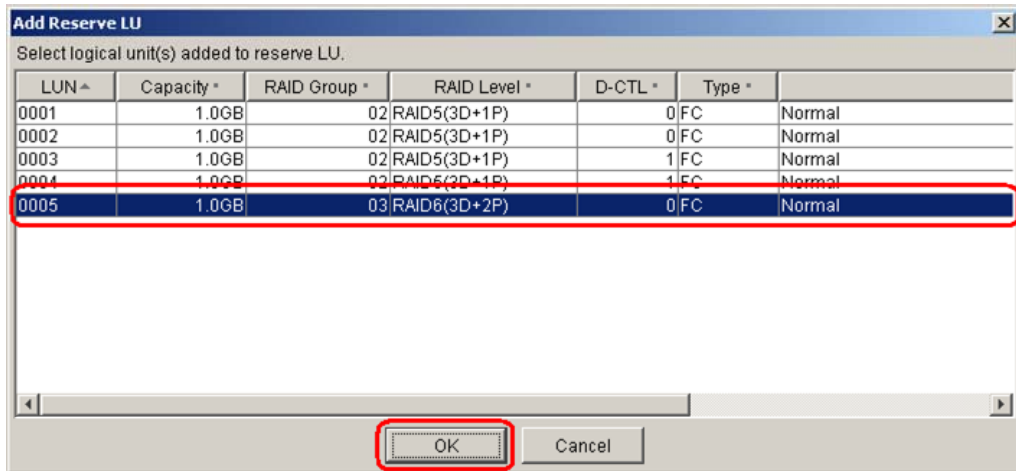 Add Reserve LU
Select logical unit(s) added to reserve LU.
LUN Capacity RAID Group RAID Level D-CTL Type
0001 1.0GB 02 RAID5(3D+1P) 0 FC Normal
0002 1.0GB 02 RAID5(3D+1P) 0 FC Normal
0003 1.0GB 02 RAID5(3D+1P) 1 FC Normal
0004 1.0GB 02 RAID5(3D+1P) 1 FC Normal
0005 1.0GB 03 RAID6(3D+2P) 0 FC Normal
OK Cancel